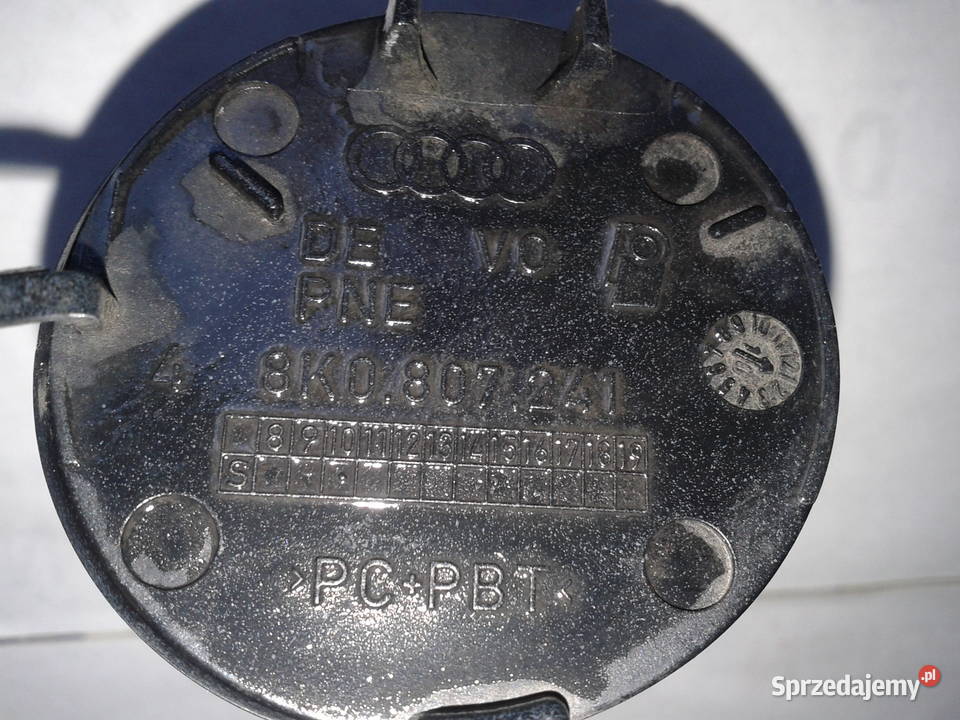 DE VO
PNE
4 8K0.807.241
8 9 10 11 12 13 14 15 16 17 18 19
S
>PC+PBT<
Sprzedajemy.pl